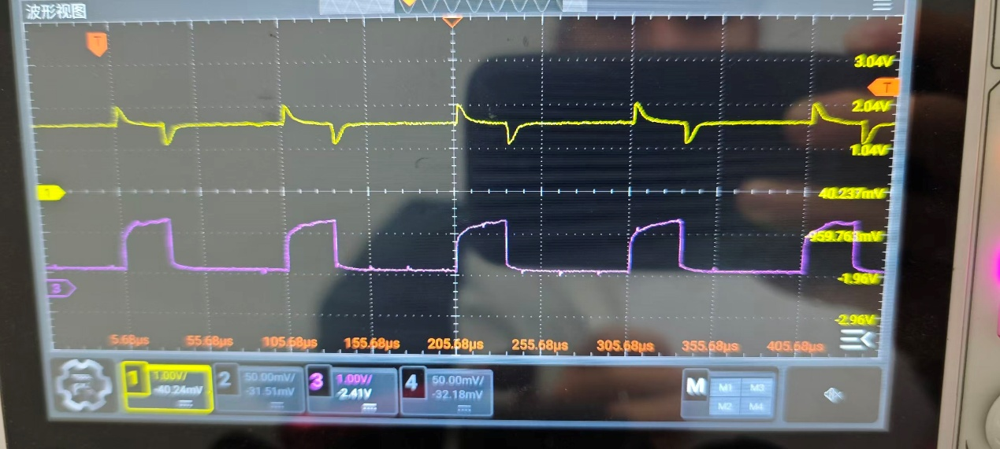 波形视图
T
3.04V
T
2.04V
1.04V
1
40.237mV
-959.763mV
-1.96V
3
-2.96V
5.68μs 55.68μs 105.68μs 155.68μs 205.68μs 255.68μs 305.68μs 355.68μs 405.68μs
1 1.00V/ -40.24mV
2 50.00mV/ -31.51mV
3 1.00V/ -2.41V
4 50.00mV/ -32.18mV
M M1 M3
M2 M4